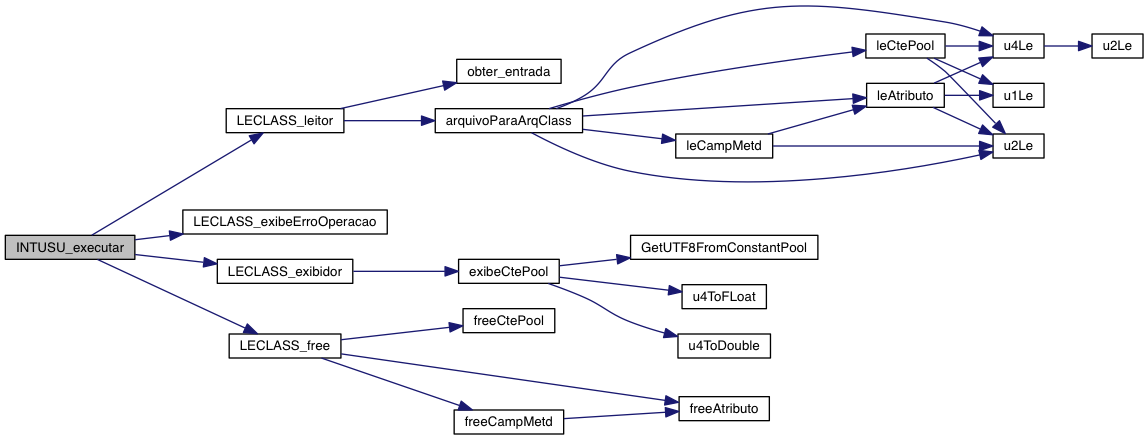 INTUSU_executar
LECLASS_leitor
obter_entrada
arquivoParaArqClass
leCtePool
leAtributo
leCampMetd
u4Le
u2Le
u1Le
u2Le
LECLASS_exibeErroOperacao
LECLASS_exibidor
exibeCtePool
GetUTF8FromConstantPool
u4ToFLoat
u4ToDouble
LECLASS_free
freeCtePool
freeCampMetd
freeAtributo